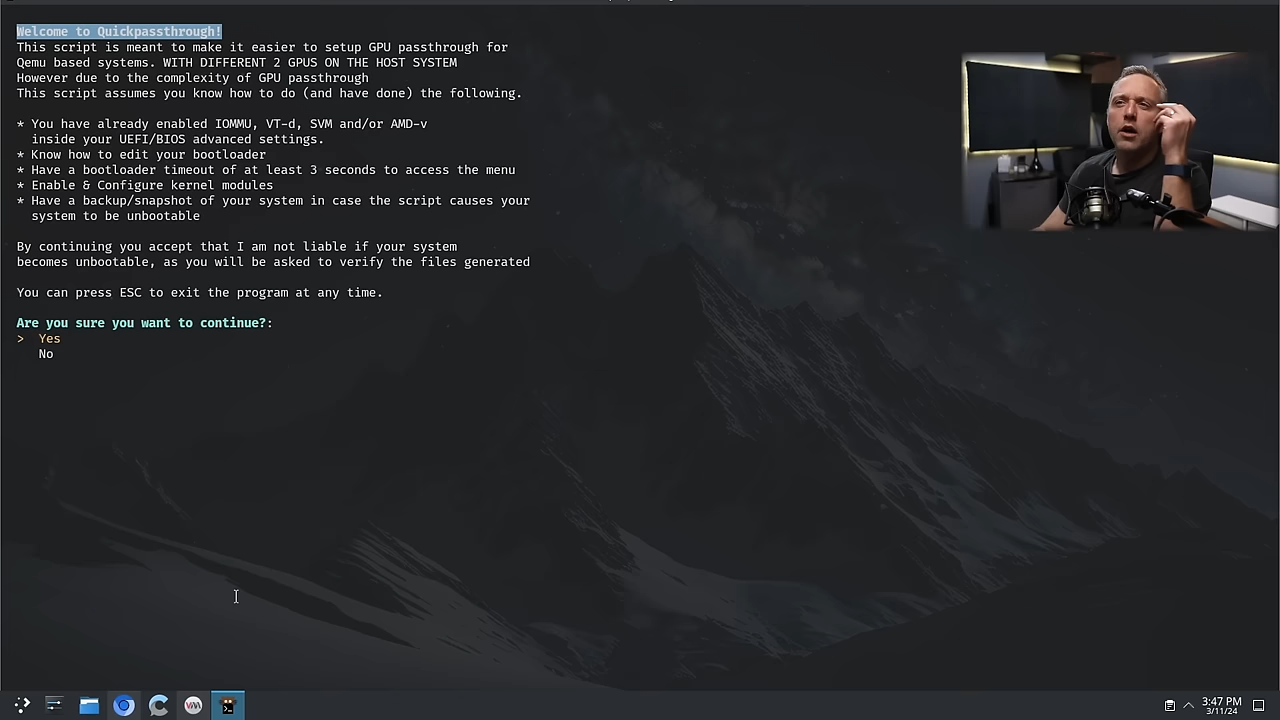 Welcome to Quickpassthrough!
This script is meant to make it easier to setup GPU passthrough for
Qemu based systems. WITH DIFFERENT 2 GPUS ON THE HOST SYSTEM
However due to the complexity of GPU passthrough
This script assumes you know how to do (and have done) the following.
* You have already enabled IOMMU, VT-d, SVM and/or AMD-v
inside your UEFI/BIOS advanced settings.
* Know how to edit your bootloader
* Have a bootloader timeout of at least 3 seconds to access the menu
* Enable & Configure kernel modules
* Have a backup/snapshot of your system in case the script causes your
system to be unbootable
By continuing you accept that I am not liable if your system
becomes unbootable, as you will be asked to verify the files generated
You can press ESC to exit the program at any time.
Are you sure you want to continue?:
> Yes
No
3:47 PM
3/11/24